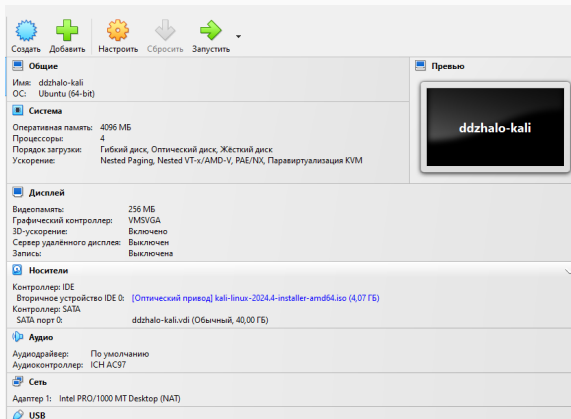 Создать Добавить Настроить Сбросить Запустить
Общие
Имя: ddzhalo-kali
ОС: Ubuntu (64-bit)
Превью
ddzhalo-kali
Система
Оперативная память: 4096 МБ
Процессоры: 4
Порядок загрузки: Гибкий диск, Оптический диск, Жёсткий диск
Ускорение: Nested Paging, Nested VT-x/AMD-V, PAE/NX, Паравиртуализация KVM
Дисплей
Видеопамять: 256 МБ
Графический контроллер: VMSVGA
3D-ускорение: Включено
Сервер удалённого дисплея: Выключен
Запись: Выключена
Носители
Контроллер: IDE
Вторичное устройство IDE 0: [Оптический привод] kali-linux-2024.4-installer-amd64.iso (4,07 ГБ)
Контроллер: SATA
SATA порт 0: ddzhalo-kali.vdi (Обычный, 40,00 ГБ)
Аудио
Аудиодрайвер: По умолчанию
Аудиоконтроллер: ICH AC97
Сеть
Адаптер 1: Intel PRO/1000 MT Desktop (NAT)
USB